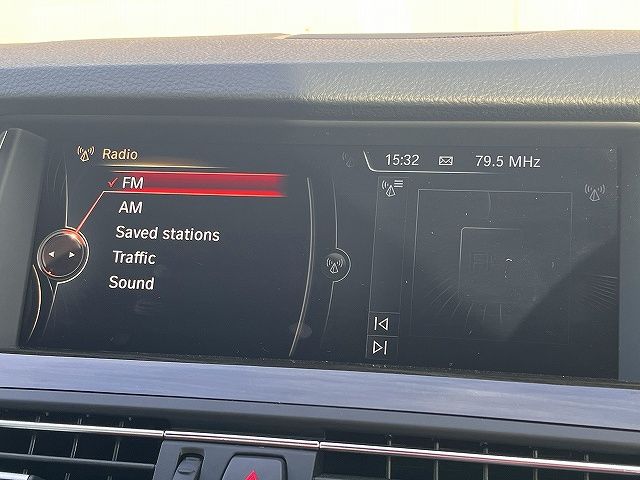 Radio
15:32 79.5 MHz
FM
AM
Saved stations
Traffic
Sound